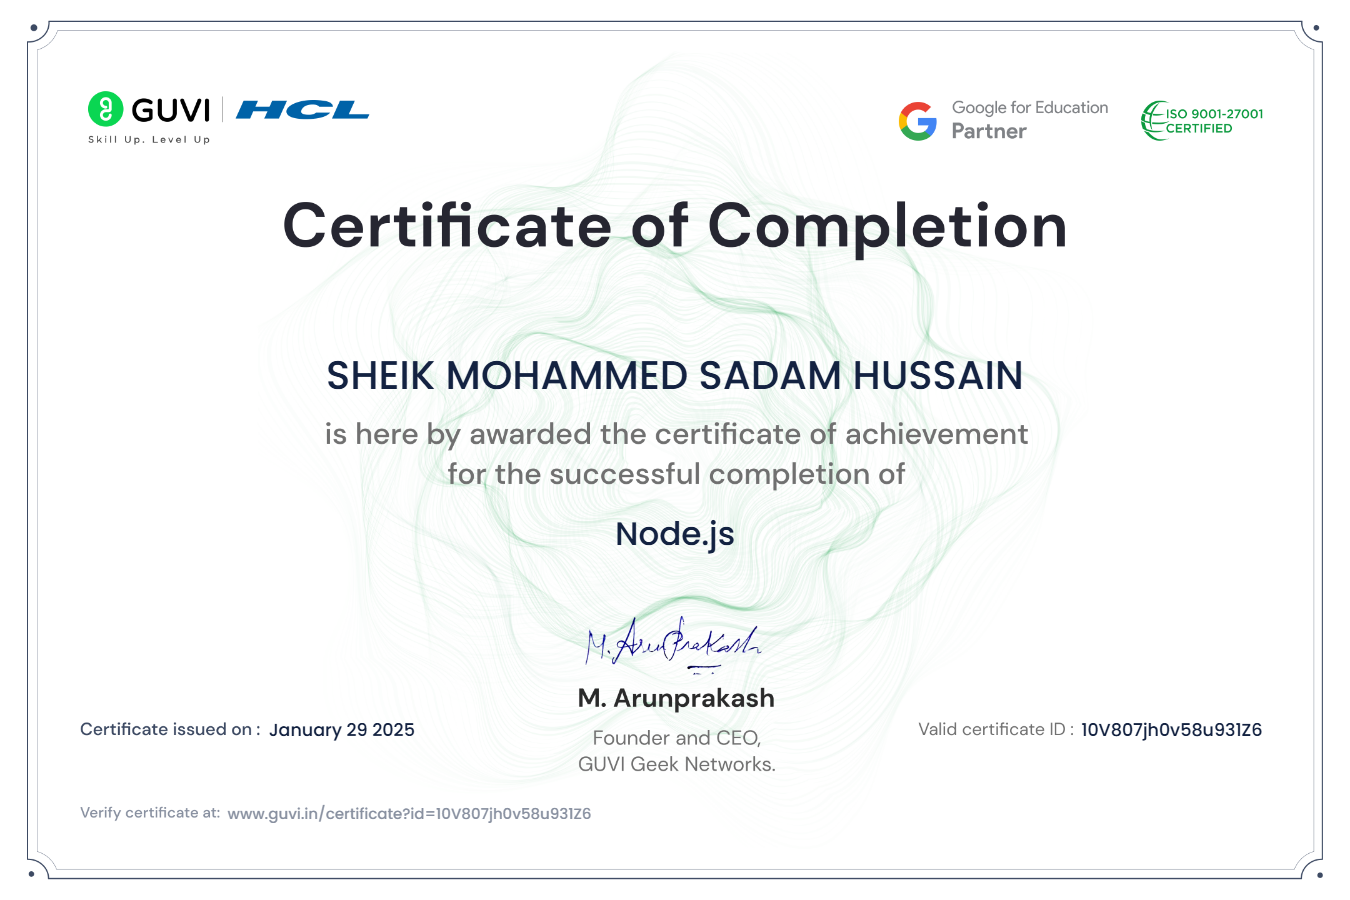 GUVI | HCL
Skill Up. Level Up
Google for Education
Partner
ISO 9001-27001
CERTIFIED
Certificate of Completion
SHEIK MOHAMMED SADAM HUSSAIN
is here by awarded the certificate of achievement
for the successful completion of
Node.js
M. Arunprakash
M. Arunprakash
Founder and CEO,
GUVI Geek Networks.
Certificate issued on : January 29 2025
Valid certificate ID : 10V807jh0v58u931Z6
Verify certificate at: www.guvi.in/certificate?id=10V807jh0v58u931Z6